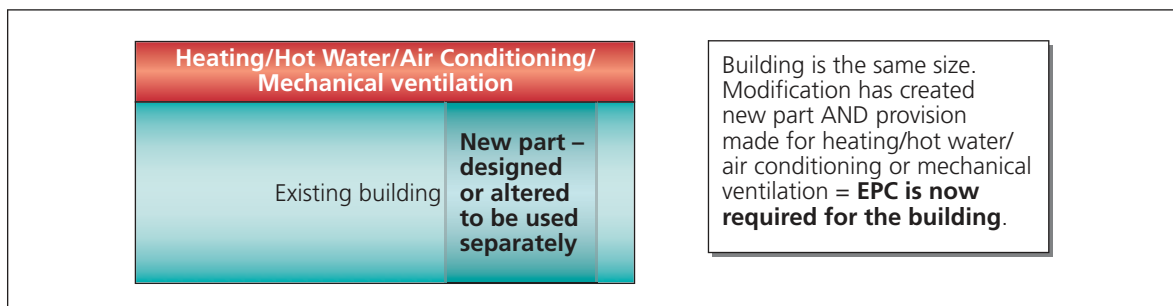 Heating/Hot Water/Air Conditioning/
Mechanical ventilation
Existing building
New part –
designed
or altered
to be used
separately
Building is the same size.
Modification has created
new part AND provision
made for heating/hot water/
air conditioning or mechanical
ventilation = EPC is now
required for the building.